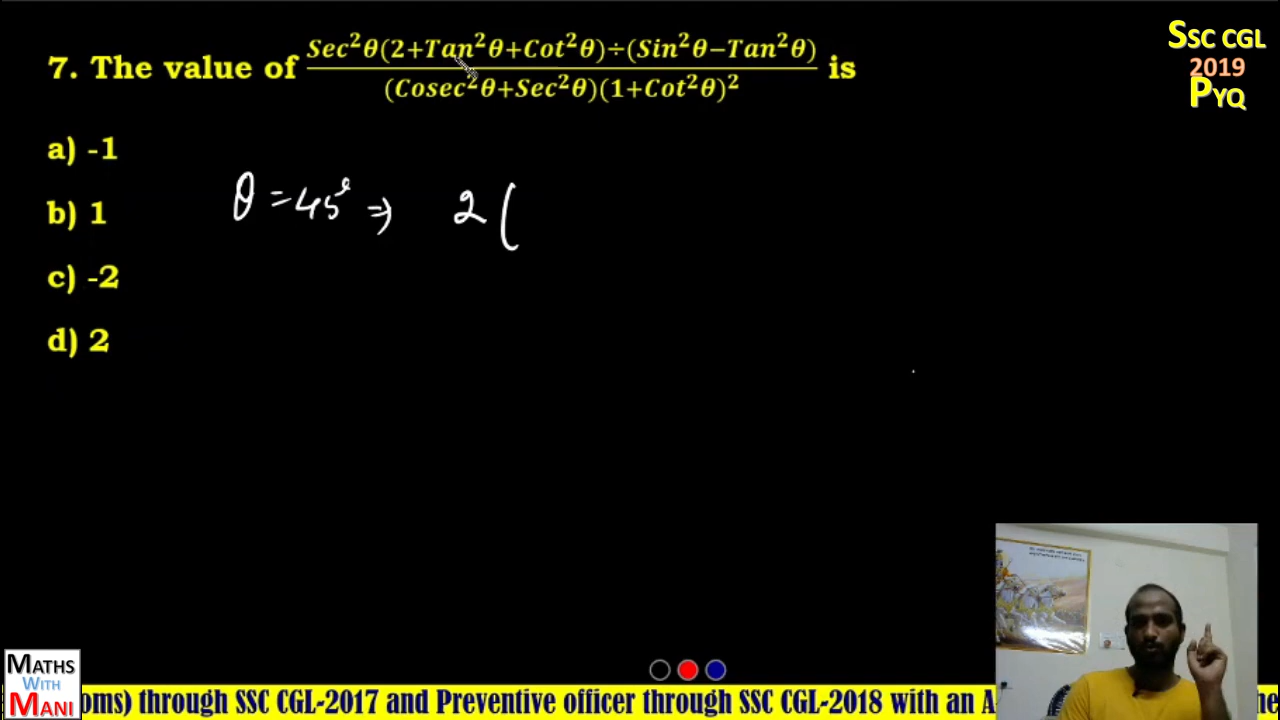 SSC CGL
2019
PYQ
7. The value of \frac{Sec²θ(2+Tan²θ+Cot²θ)÷(Sin²θ−Tan²θ)}{(Cosec²θ+Sec²θ)(1+Cot²θ)²} is
a) -1
b) 1
c) -2
d) 2
θ = 45° ⇒ 2 (
MATHS
WITH
MANI
oms) through SSC CGL-2017 and Preventive officer through SSC CGL-2018 with an A
he